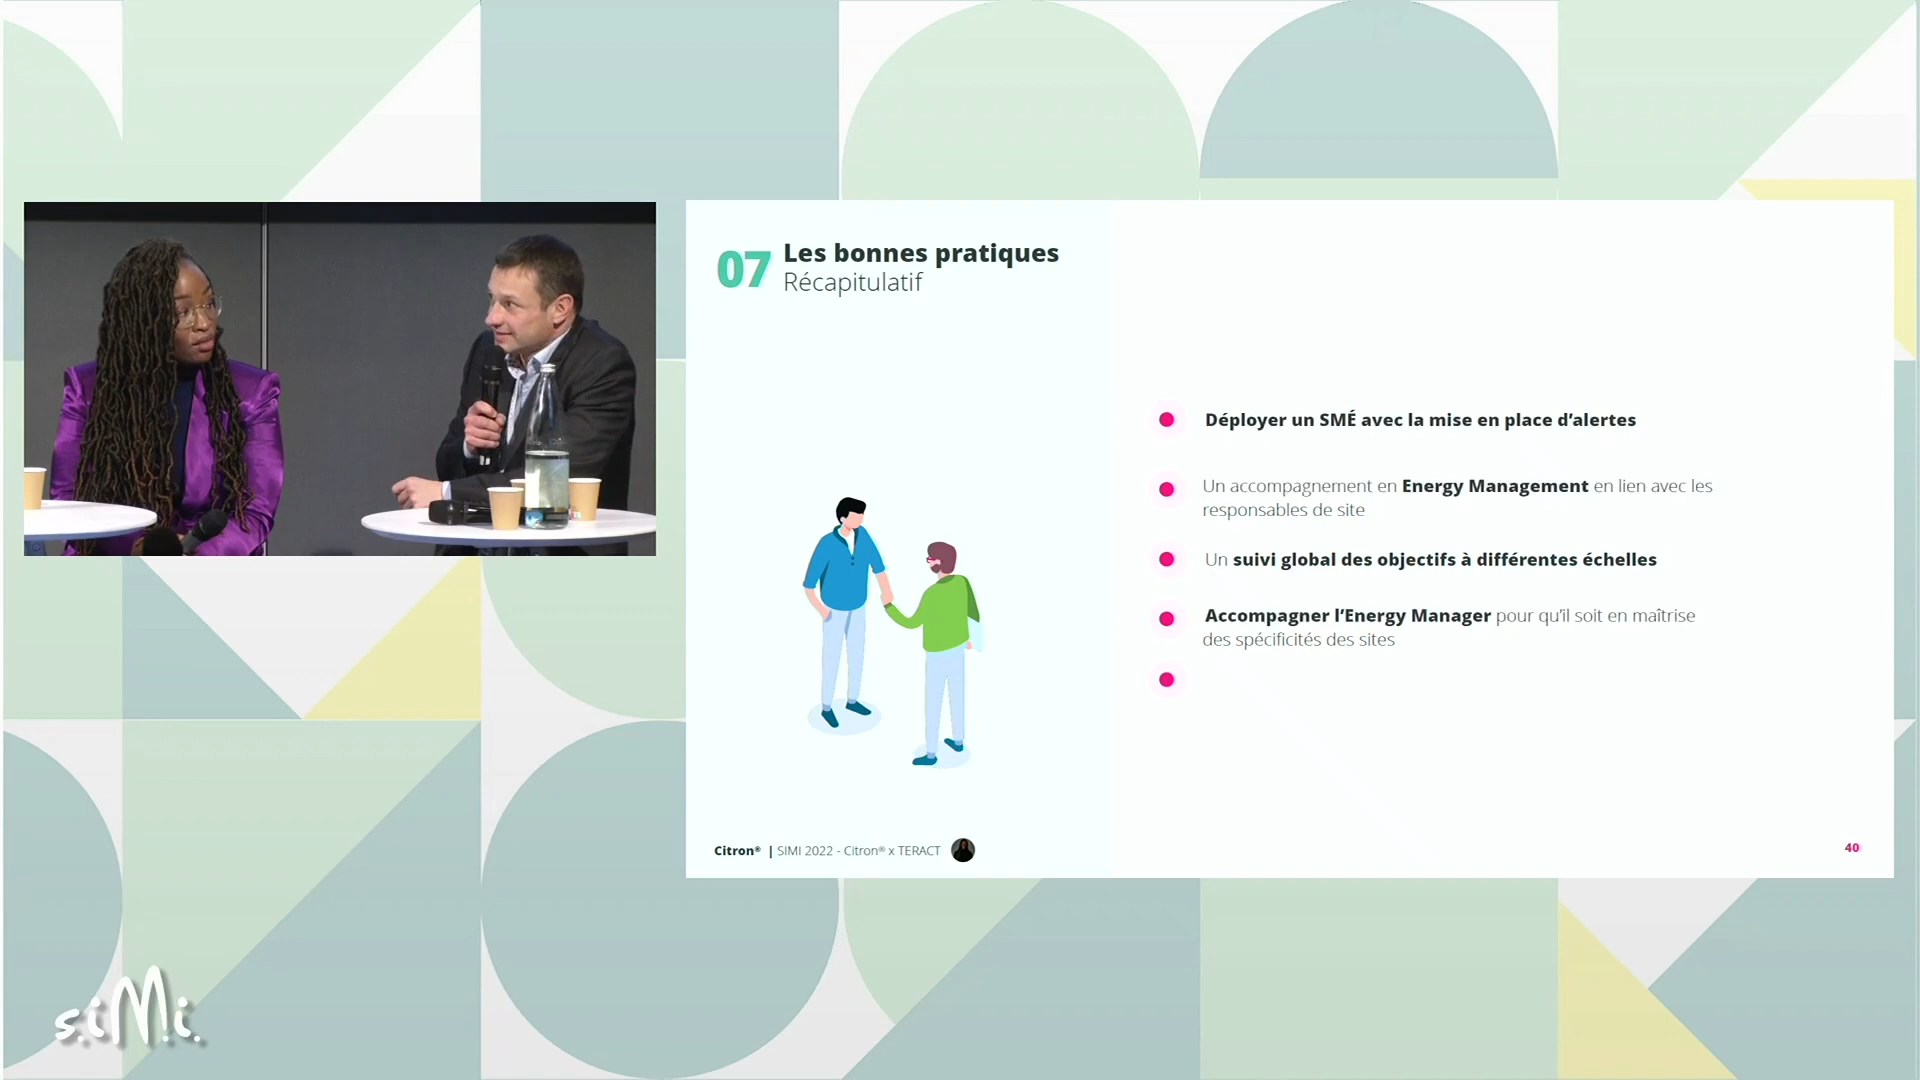 07
Les bonnes pratiques
Récapitulatif
Déployer un SMÉ avec la mise en place d’alertes
Un accompagnement en Energy Management en lien avec les
responsables de site
Un suivi global des objectifs à différentes échelles
Accompagner l’Energy Manager pour qu’il soit en maîtrise
des spécificités des sites
Citron® | SIMI 2022 - Citron® x TERACT
40
s.i.M.i.